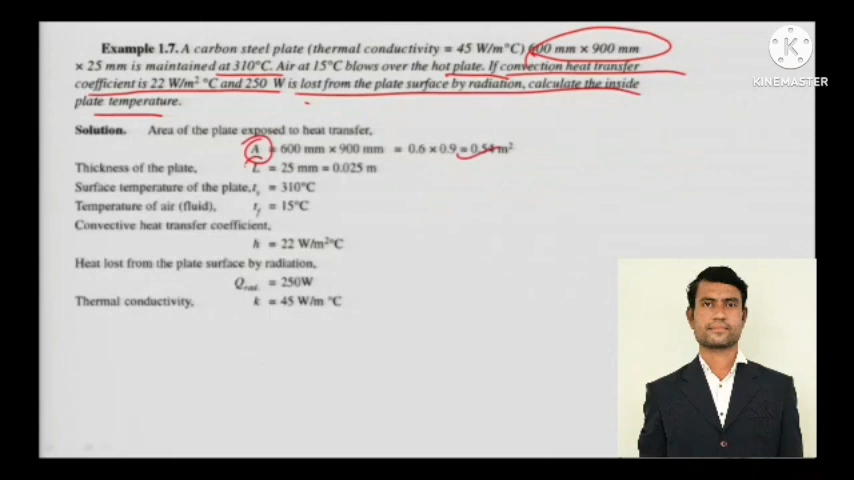 Example 1.7. A carbon steel plate (thermal conductivity = 45 W/m°C) 600 mm × 900 mm
× 25 mm is maintained at 310°C. Air at 15°C blows over the hot plate. If convection heat transfer
coefficient is 22 W/m² °C and 250 W is lost from the plate surface by radiation, calculate the inside
plate temperature.
Solution. Area of the plate exposed to heat transfer,
A = 600 mm × 900 mm = 0.6 × 0.9 = 0.54 m²
Thickness of the plate, L = 25 mm = 0.025 m
Surface temperature of the plate, tₛ = 310°C
Temperature of air (fluid), t_f = 15°C
Convective heat transfer coefficient,
h = 22 W/m²°C
Heat lost from the plate surface by radiation,
Q_rad. = 250W
Thermal conductivity, k = 45 W/m °C
K
KINEMASTER